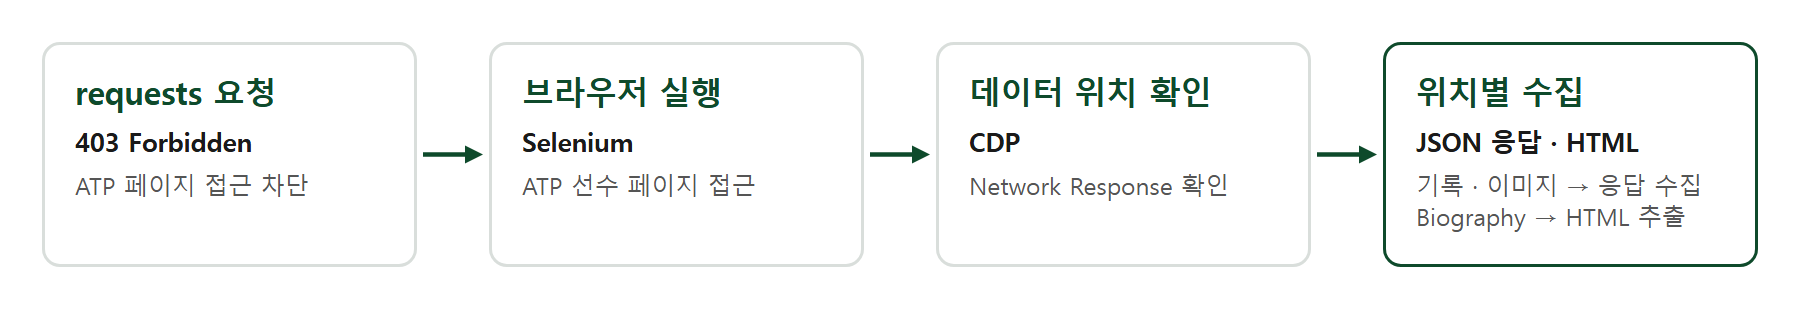 requests 요청
403 Forbidden
ATP 페이지 접근 차단
브라우저 실행
Selenium
ATP 선수 페이지 접근
데이터 위치 확인
CDP
Network Response 확인
위치별 수집
JSON 응답 · HTML
기록 · 이미지 → 응답 수집
Biography → HTML 추출